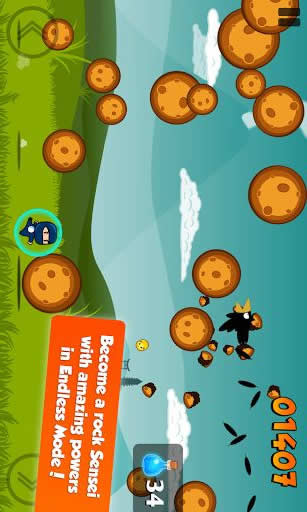 01407
34
Become a rock Sensei
with amazing powers
in Endless Mode !